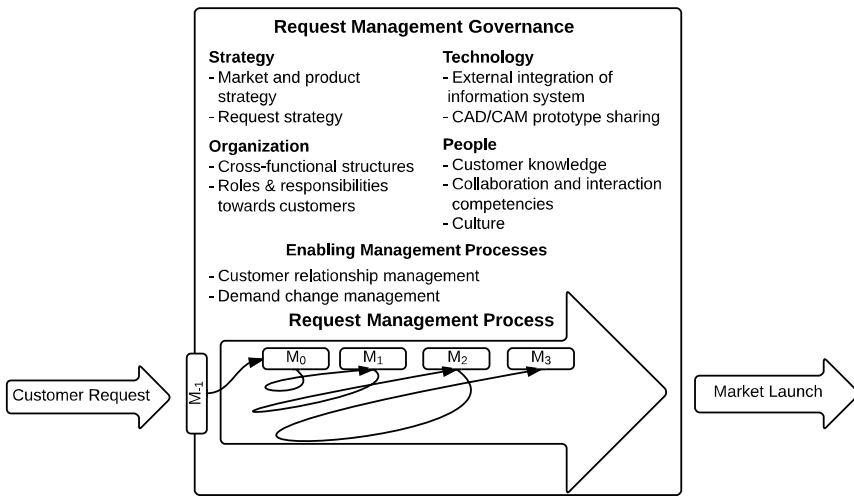 Request Management Governance
Strategy
- Market and product
strategy
- Request strategy
Technology
- External integration of
information system
- CAD/CAM prototype sharing
Organization
- Cross-functional structures
- Roles & responsibilities
towards customers
People
- Customer knowledge
- Collaboration and interaction
competencies
- Culture
Enabling Management Processes
- Customer relationship management
- Demand change management
Request Management Process
Customer Request
M-1
M0
M1
M2
M3
Market Launch